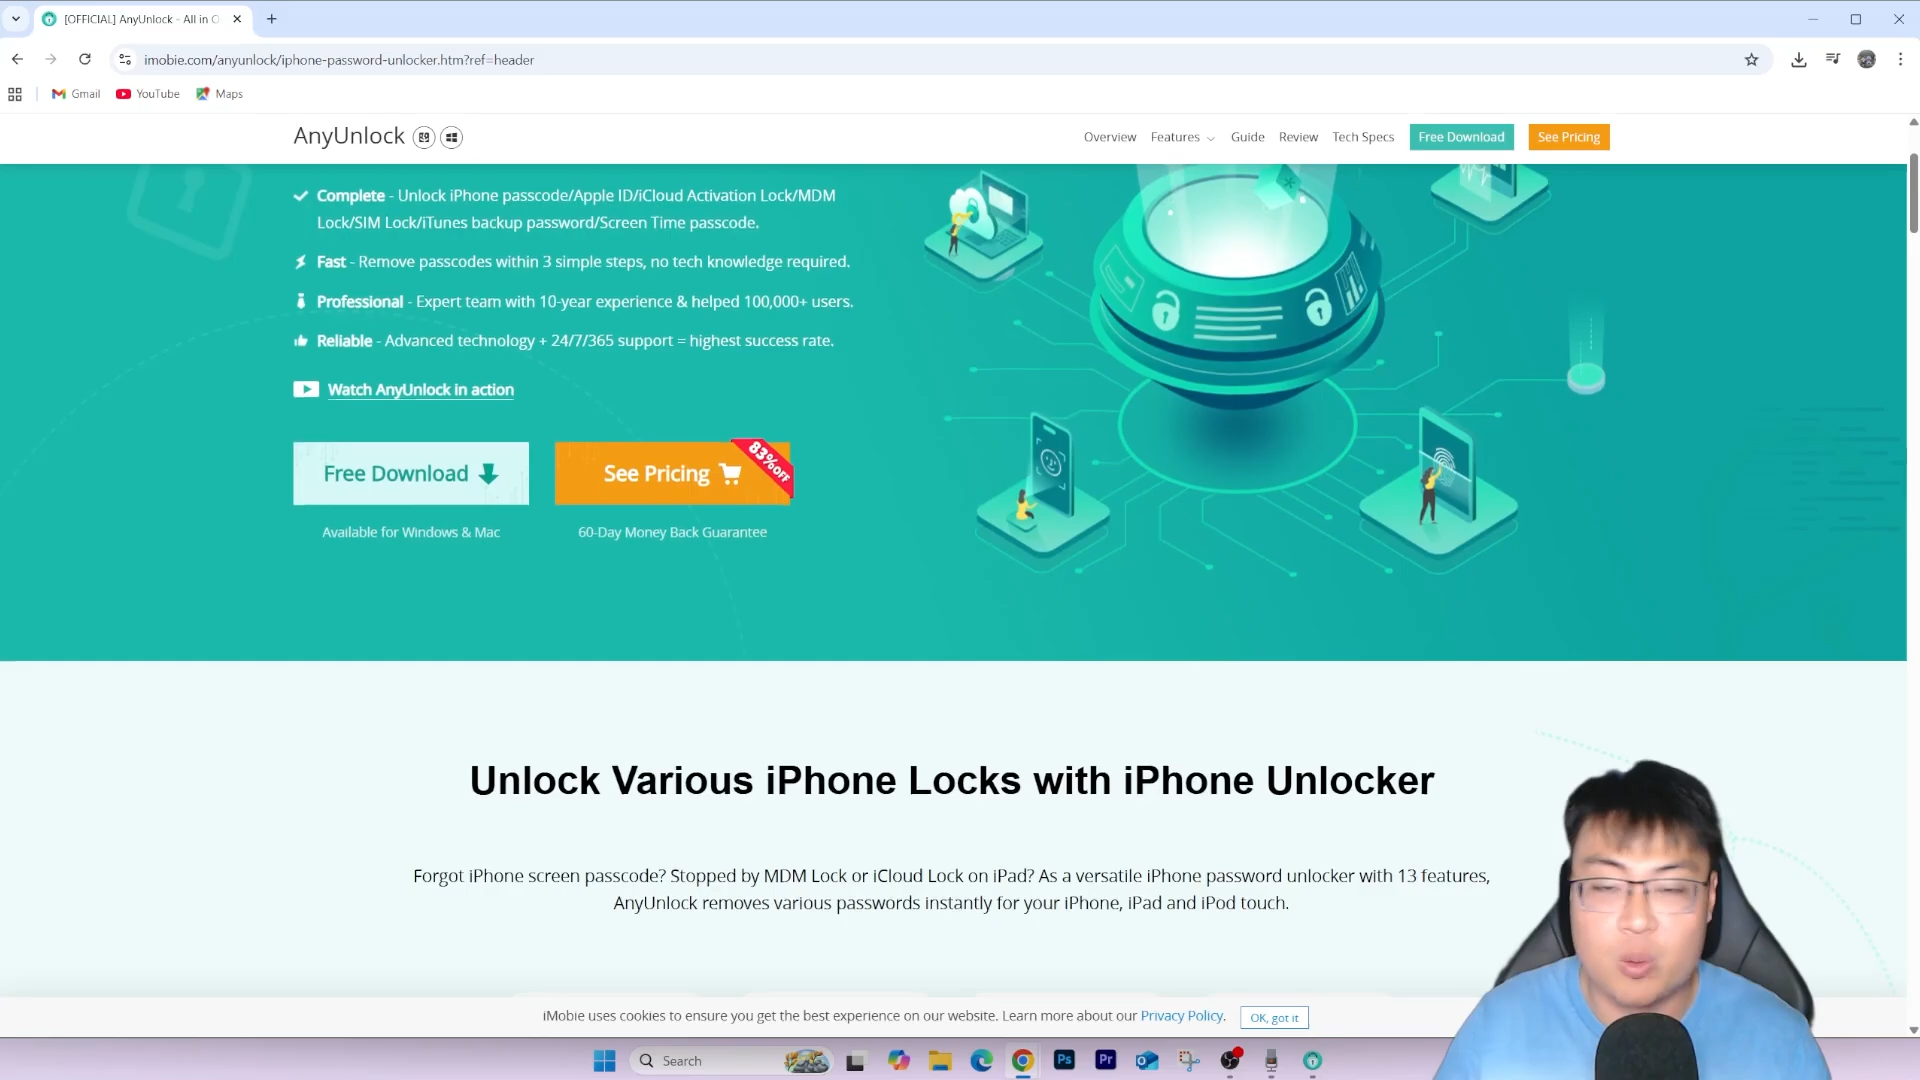 [OFFICIAL] AnyUnlock - All in O
imobie.com/anyunlock/iphone-password-unlocker.htm?ref=header
Gmail
YouTube
Maps
AnyUnlock
Overview
Features
Guide
Review
Tech Specs
Free Download
See Pricing
Complete - Unlock iPhone passcode/Apple ID/iCloud Activation Lock/MDM
Lock/SIM Lock/iTunes backup password/Screen Time passcode.
Fast - Remove passcodes within 3 simple steps, no tech knowledge required.
Professional - Expert team with 10-year experience & helped 100,000+ users.
Reliable - Advanced technology + 24/7/365 support = highest success rate.
Watch AnyUnlock in action
Free Download
See Pricing
83%OFF
Available for Windows & Mac
60-Day Money Back Guarantee
Unlock Various iPhone Locks with iPhone Unlocker
Forgot iPhone screen passcode? Stopped by MDM Lock or iCloud Lock on iPad? As a versatile iPhone password unlocker with 13 features,
AnyUnlock removes various passwords instantly for your iPhone, iPad and iPod touch.
iMobie uses cookies to ensure you get the best experience on our website. Learn more about our Privacy Policy.
OK, got it
Search
Ps
Pr